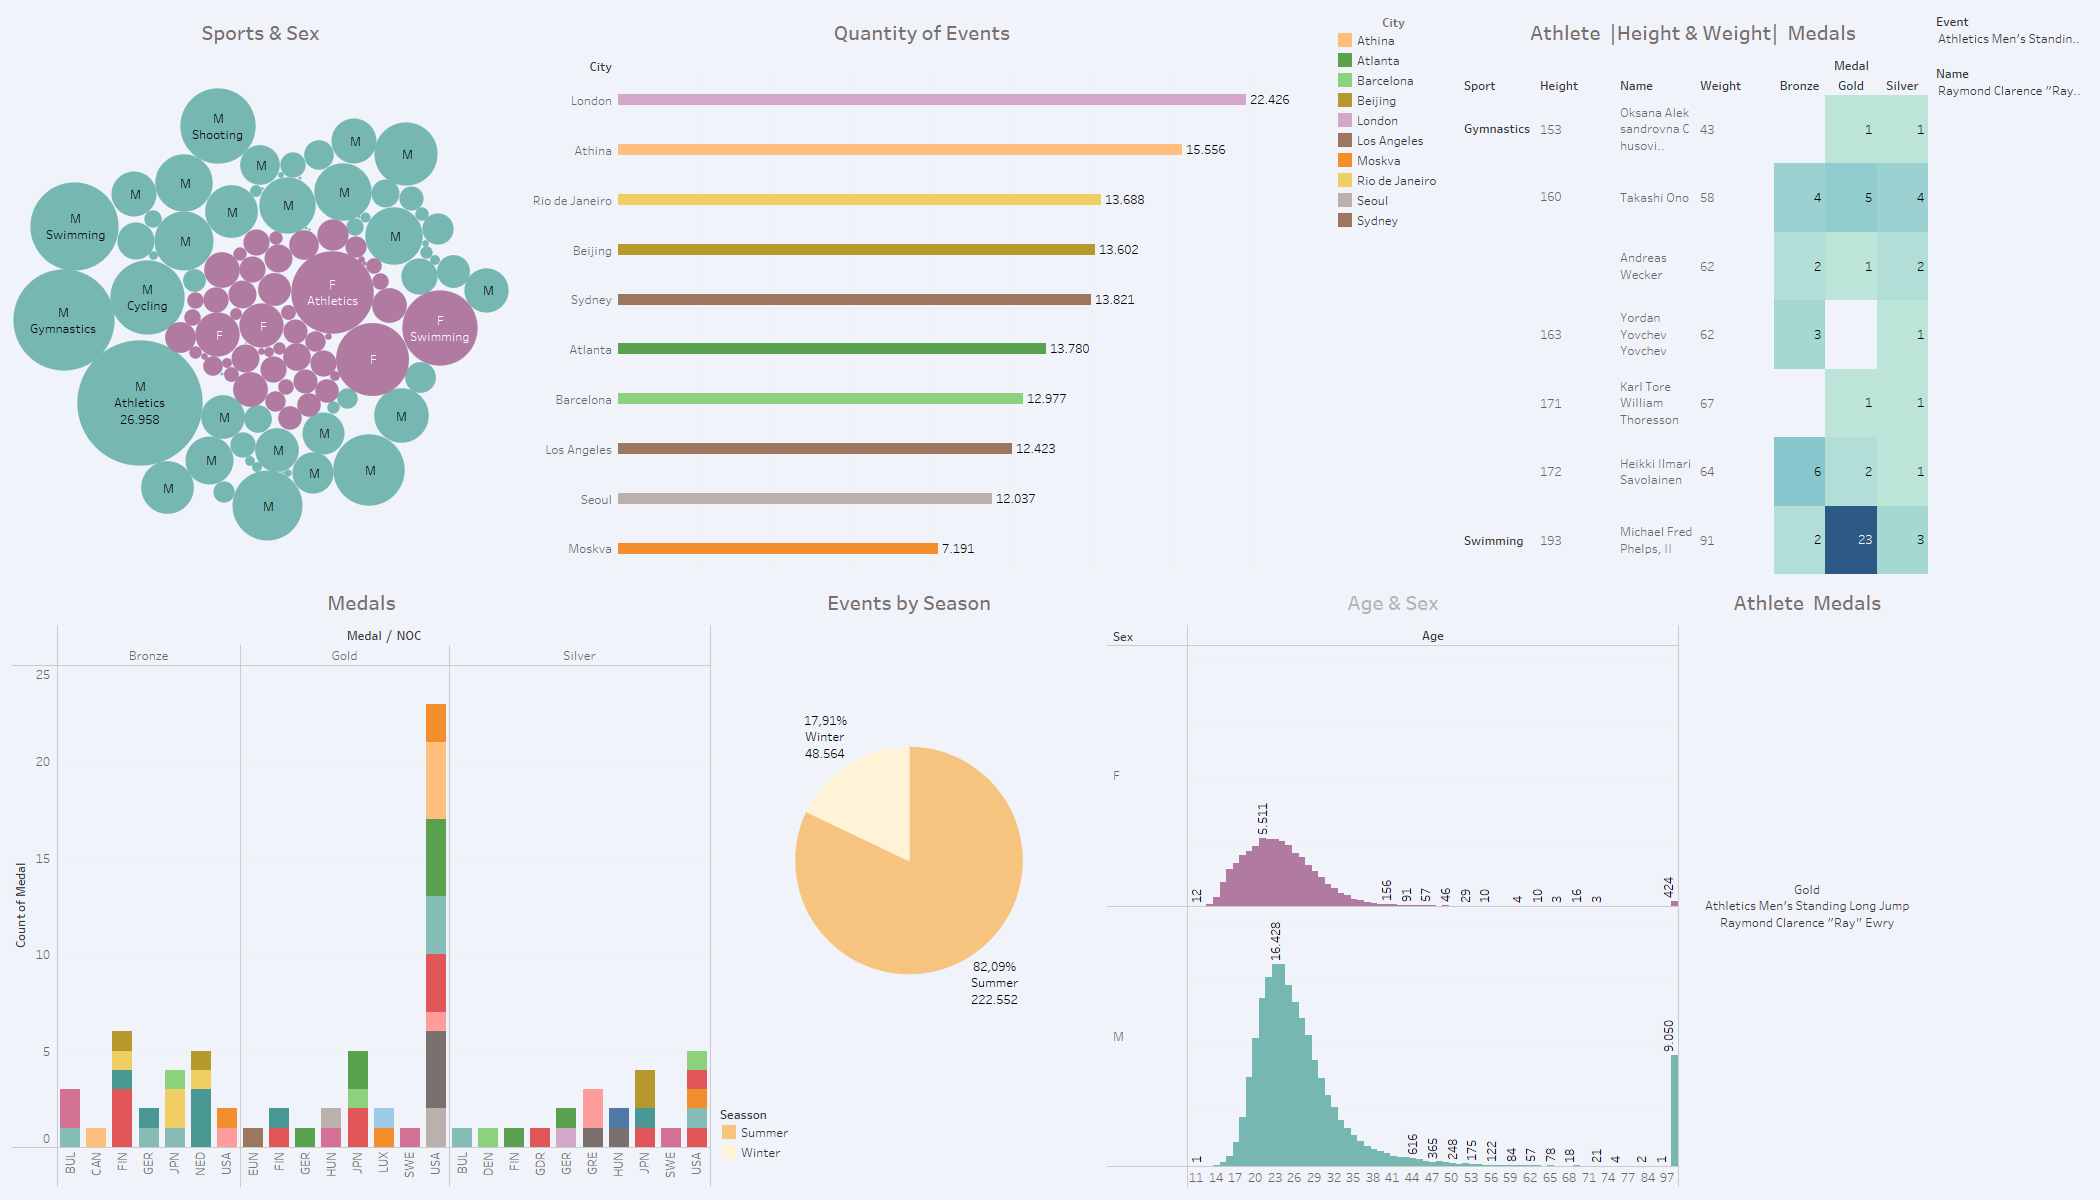 Sports & Sex
M
Shooting
M
M
M
M
M
M
M
M
M
M
Swimming
M
M
M
Cycling
M
Gymnastics
F
Athletics
M
F
Swimming
F
F
F
M
Athletics
26.958
M
M
M
M
M
M
M
M
M
Quantity of Events
City
London 22.426
Athina 15.556
Rio de Janeiro 13.688
Beijing 13.602
Sydney 13.821
Atlanta 13.780
Barcelona 12.977
Los Angeles 12.423
Seoul 12.037
Moskva 7.191
City
Athina
Atlanta
Barcelona
Beijing
London
Los Angeles
Moskva
Rio de Janeiro
Seoul
Sydney
Athlete |Height & Weight| Medals
Medal
Sport Height Name Weight Bronze Gold Silver
Gymnastics 153 Oksana Alek
sandrovna C
husovi.. 43 1 1
160 Takashi Ono 58 4 5 4
Andreas
Wecker 62 2 1 2
163 Yordan
Yovchev
Yovchev 62 3 1
171 Karl Tore
William
Thoresson 67 1 1
172 Heikki Ilmari
Savolainen 64 6 2 1
Swimming 193 Michael Fred
Phelps, II 91 2 23 3
Event
Athletics Men's Standin..
Name
Raymond Clarence "Ray..
Medals
Medal / NOC
Bronze Gold Silver
Count of Medal
25
20
15
10
5
0
BUL CAN FIN GER JPN NED USA EUN FIN GER HUN JPN LUX SWE USA BUL DEN FIN GDR GER GRE HUN JPN SWE USA
Events by Season
17,91%
Winter
48.564
82,09%
Summer
222.552
Seasson
Summer
Winter
Age & Sex
Sex Age
F
12 5.511 156 91 57 46 29 10 4 10 3 16 3 424
M
1 16.428 616 365 248 175 122 84 57 78 18 21 4 2 1 9.050
11 14 17 20 23 26 29 32 35 38 41 44 47 50 53 56 59 62 65 68 71 74 77 84 97
Athlete Medals
Gold
Athletics Men's Standing Long Jump
Raymond Clarence "Ray" Ewry